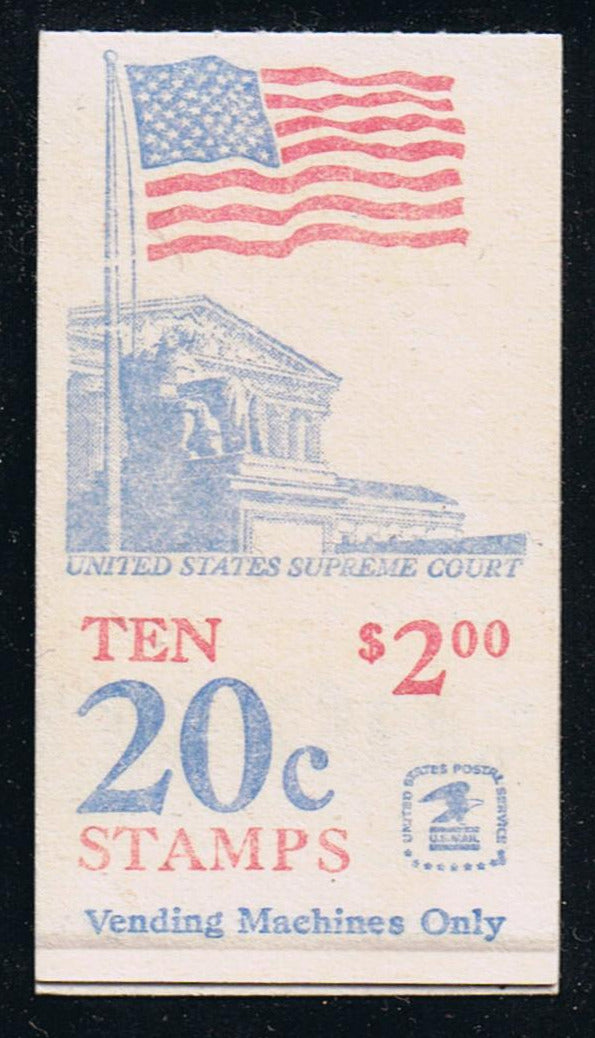 UNITED STATES SUPREME COURT
TEN $2.00
20c
STAMPS
UNITED STATES POSTAL SERVICE
U.S.MAIL
Vending Machines Only